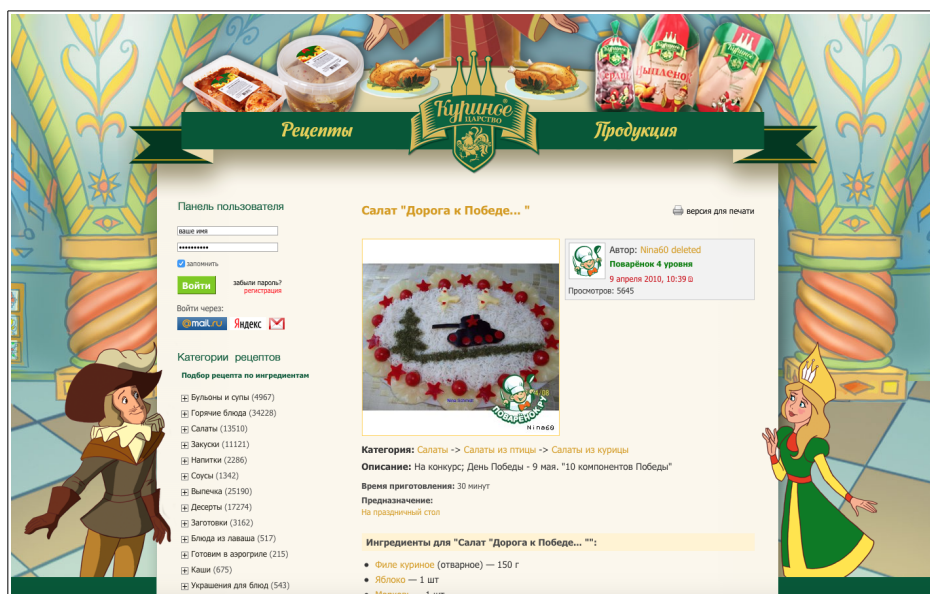 Рецепты
Куриное
ЦАРСТВО
Продукция
Куриное
Цыпленок
Панель пользователя
ваше имя
запомнить
Войти
забыли пароль?
регистрация
Войти через:
@mail.ru
Яндекс
Категории рецептов
Подбор рецепта по ингредиентам
Бульоны и супы (4967)
Горячие блюда (34228)
Салаты (13510)
Закуски (11121)
Напитки (2286)
Соусы (1342)
Выпечка (25190)
Десерты (17274)
Заготовки (3162)
Блюда из лаваша (517)
Готовим в аэрогриле (215)
Каши (675)
Украшения для блюд (543)
Салат "Дорога к Победе... "
версия для печати
Автор: Nina60 deleted
Поварёнок 4 уровня
9 апреля 2010, 10:39
Просмотров: 5645
ПОВАРЁНОК.РУ
Nina60
Категория: Салаты -> Салаты из птицы -> Салаты из курицы
Описание: На конкурс; День Победы - 9 мая. "10 компонентов Победы"
Время приготовления: 30 минут
Предназначение:
На праздничный стол
Ингредиенты для "Салат "Дорога к Победе... "":
Филе куриное (отварное) — 150 г
Яблоко — 1 шт